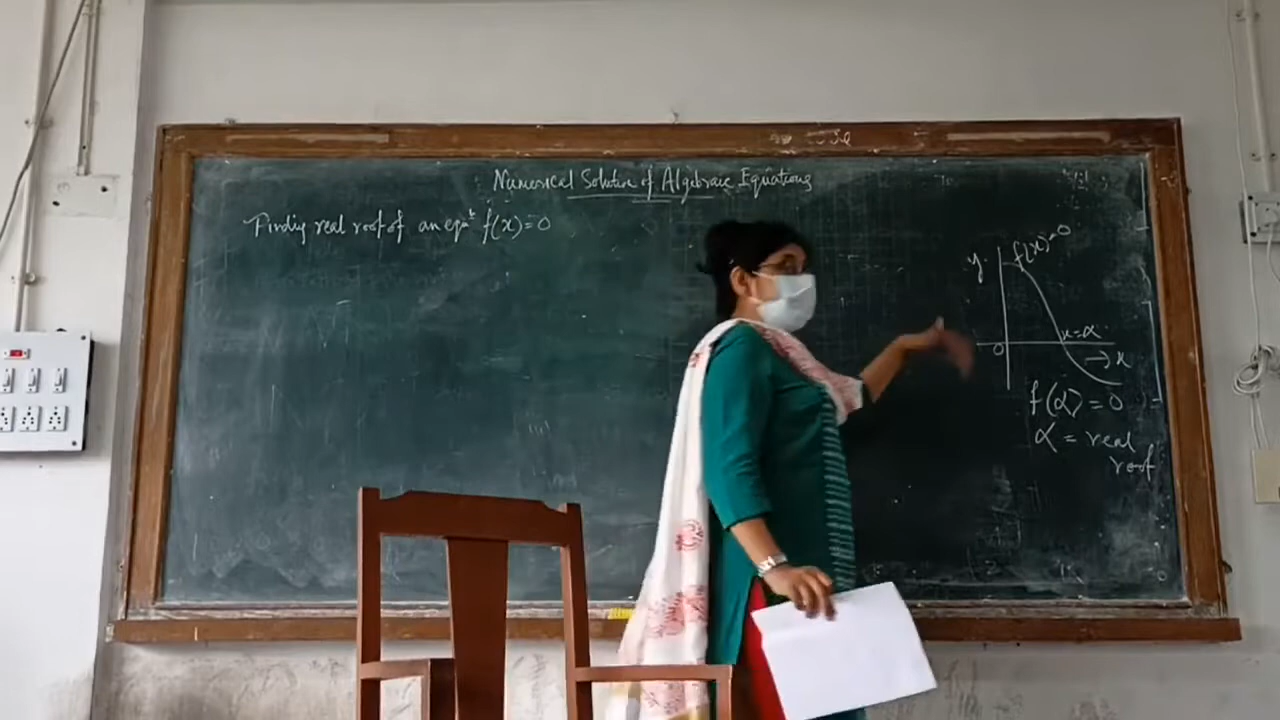 Numerical Solution of Algebraic Equations
Finding real root of an eqn f(x)=0
y
f(x)=0
x=α
0
→x
f(α)=0
α = real
root